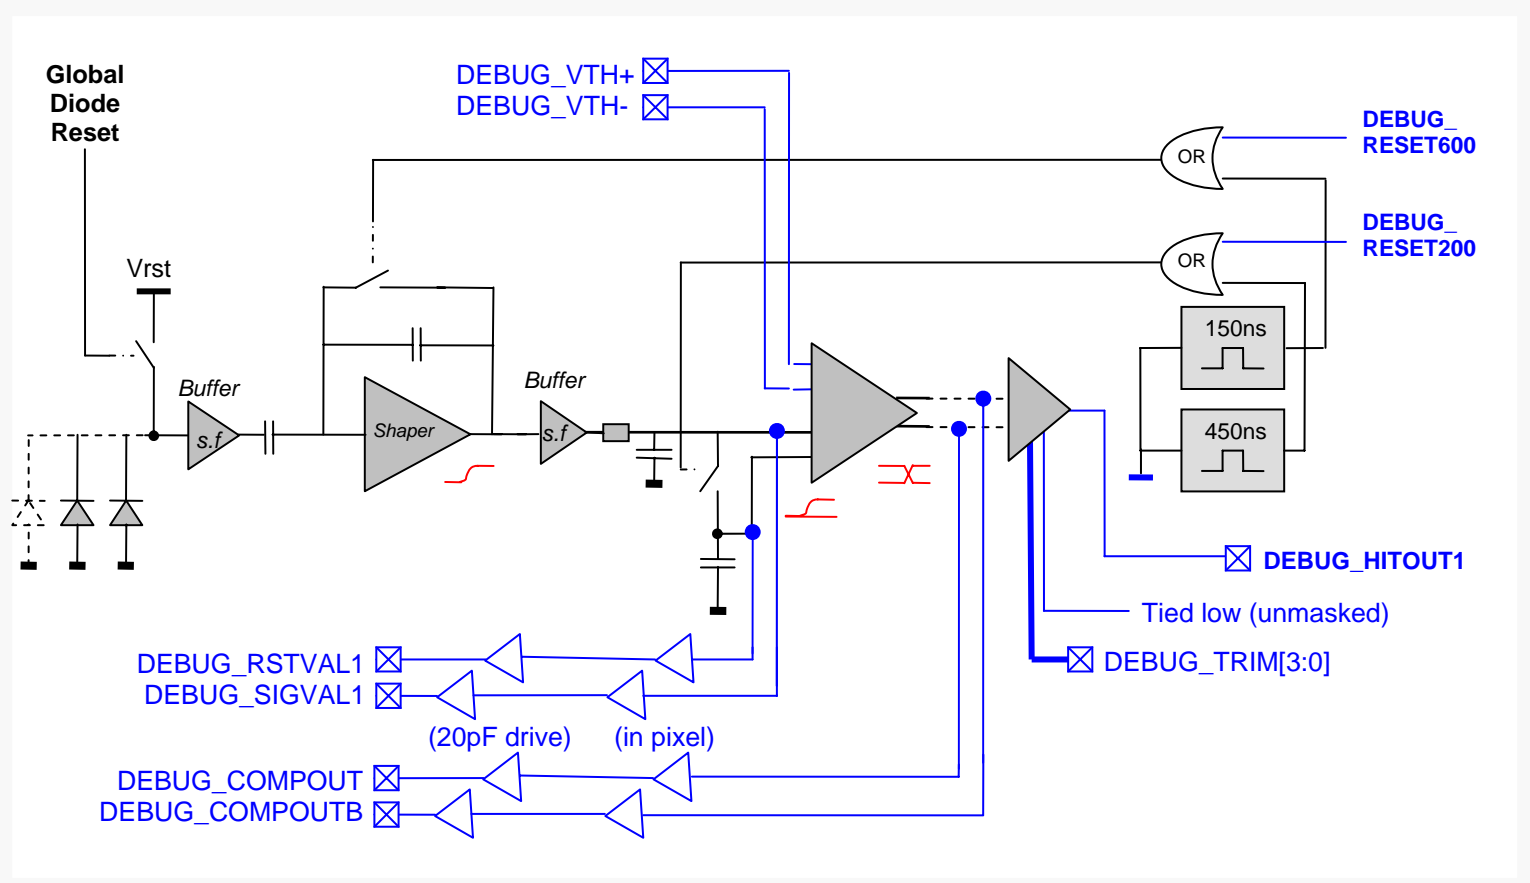 Global
Diode
Reset
DEBUG_VTH+
DEBUG_VTH-
DEBUG_
RESET600
OR
DEBUG_
RESET200
OR
Vrst
150ns
Buffer
Buffer
s.f
Shaper
s.f
450ns
DEBUG_HITOUT1
Tied low (unmasked)
DEBUG_RSTVAL1
DEBUG_TRIM[3:0]
DEBUG_SIGVAL1
(20pF drive)
(in pixel)
DEBUG_COMPOUT
DEBUG_COMPOUTB